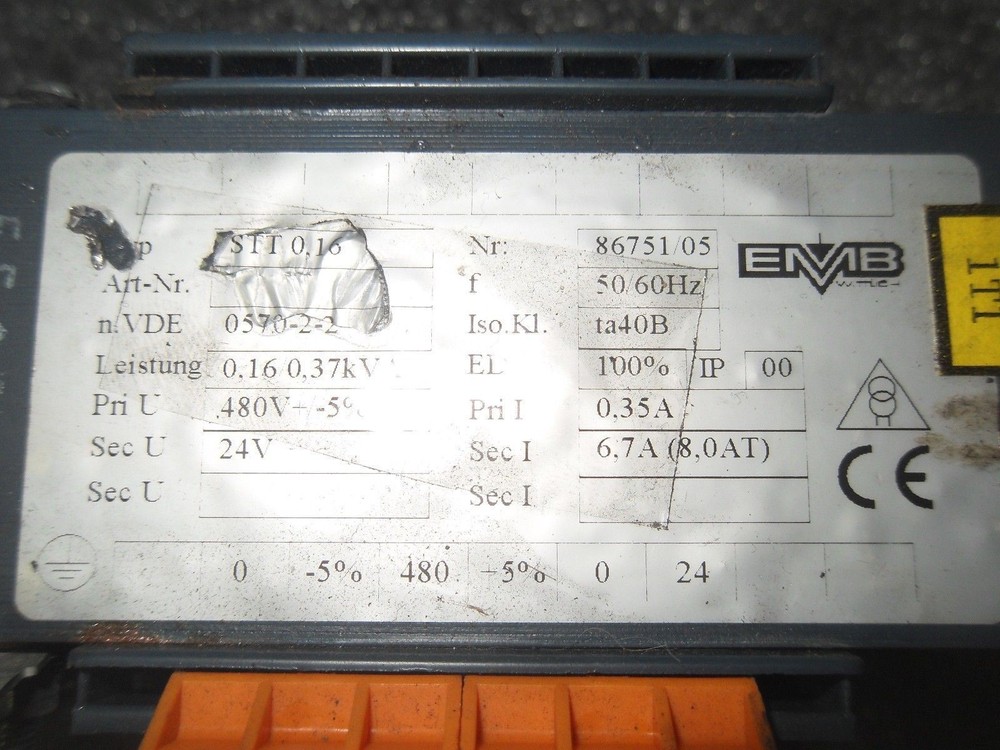 STT 0,16 Nr: 86751/05
EMB
Art-Nr. f 50/60Hz
n.VDE 0570-2-2 Iso.Kl. ta40B
Leistung 0,16 0,37kV 100% IP 00
Pri U 480V+ -5% Pri I 0,35A
Sec U 24V Sec I 6,7A (8,0AT)
Sec U Sec I
CE
0 -5% 480 +5% 0 24